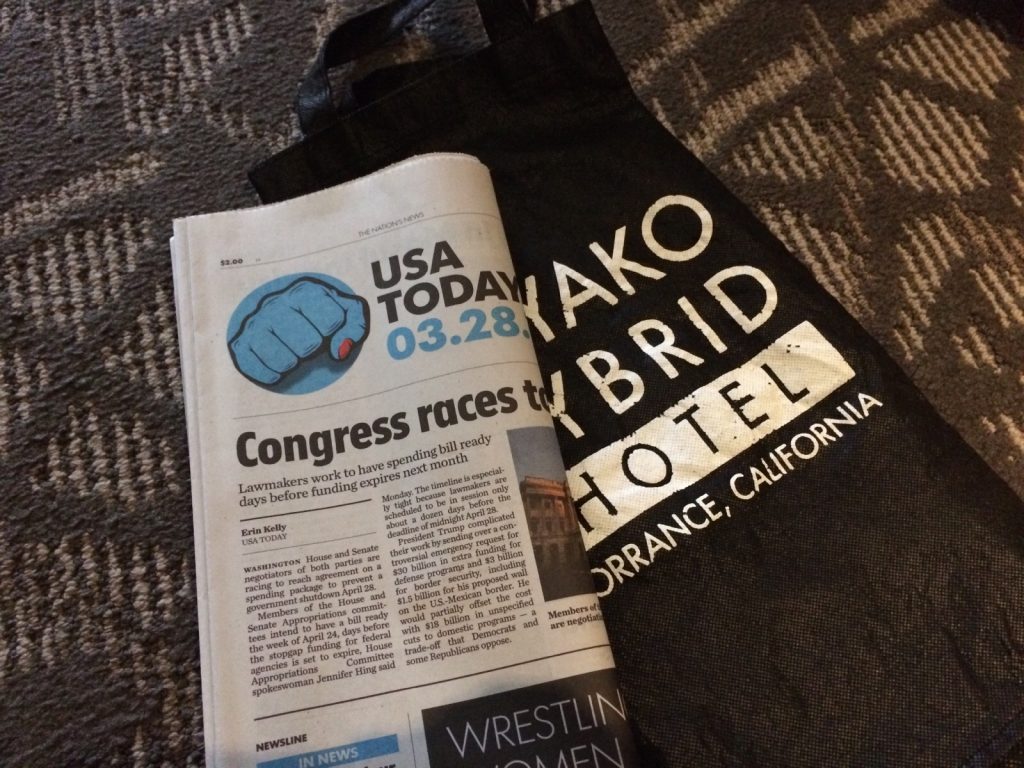 THE NATION'S NEWS
$2.00
USA
TODAY
03.28.
Congress races to
Lawmakers work to have spending bill ready
days before funding expires next month
Erin Kelly
USA TODAY
WASHINGTON House and Senate
negotiators of both parties are
racing to reach agreement on a
spending package to prevent a
government shutdown April 28.
Members of the House and
Senate Appropriations commit-
tees intend to have a bill ready
the week of April 24, days before
the stopgap funding for federal
agencies is set to expire, House
Appropriations Committee
spokeswoman Jennifer Hing said
Monday. The timeline is especial-
ly tight because lawmakers are
scheduled to be in session only
about a dozen days before the
deadline of midnight April 28.
President Trump complicated
their work by sending over a con-
troversial emergency request for
$30 billion in extra funding for
defense programs and $3 billion
for border security, including
$1.5 billion for his proposed wall
on the U.S.-Mexican border. He
would partially offset the cost
with $18 billion in unspecified
cuts to domestic programs — a
trade-off that Democrats and
some Republicans oppose.
Members of
are negotiati
NEWSLINE
IN NEWS
WRESTLIN
WOMEN
YAKO
YBRID
HOTEL
ORRANCE, CALIFORNIA